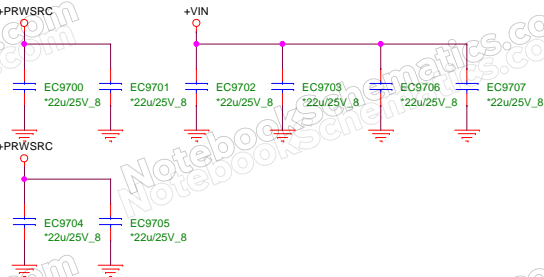 +PRWSRC
+VIN
EC9700
*22u/25V_8
EC9701
*22u/25V_8
EC9702
*22u/25V_8
EC9703
*22u/25V_8
EC9706
*22u/25V_8
EC9707
*22u/25V_8
+PRWSRC
EC9704
*22u/25V_8
EC9705
*22u/25V_8
NotebookSchematics.com
NotebookSchematics.com